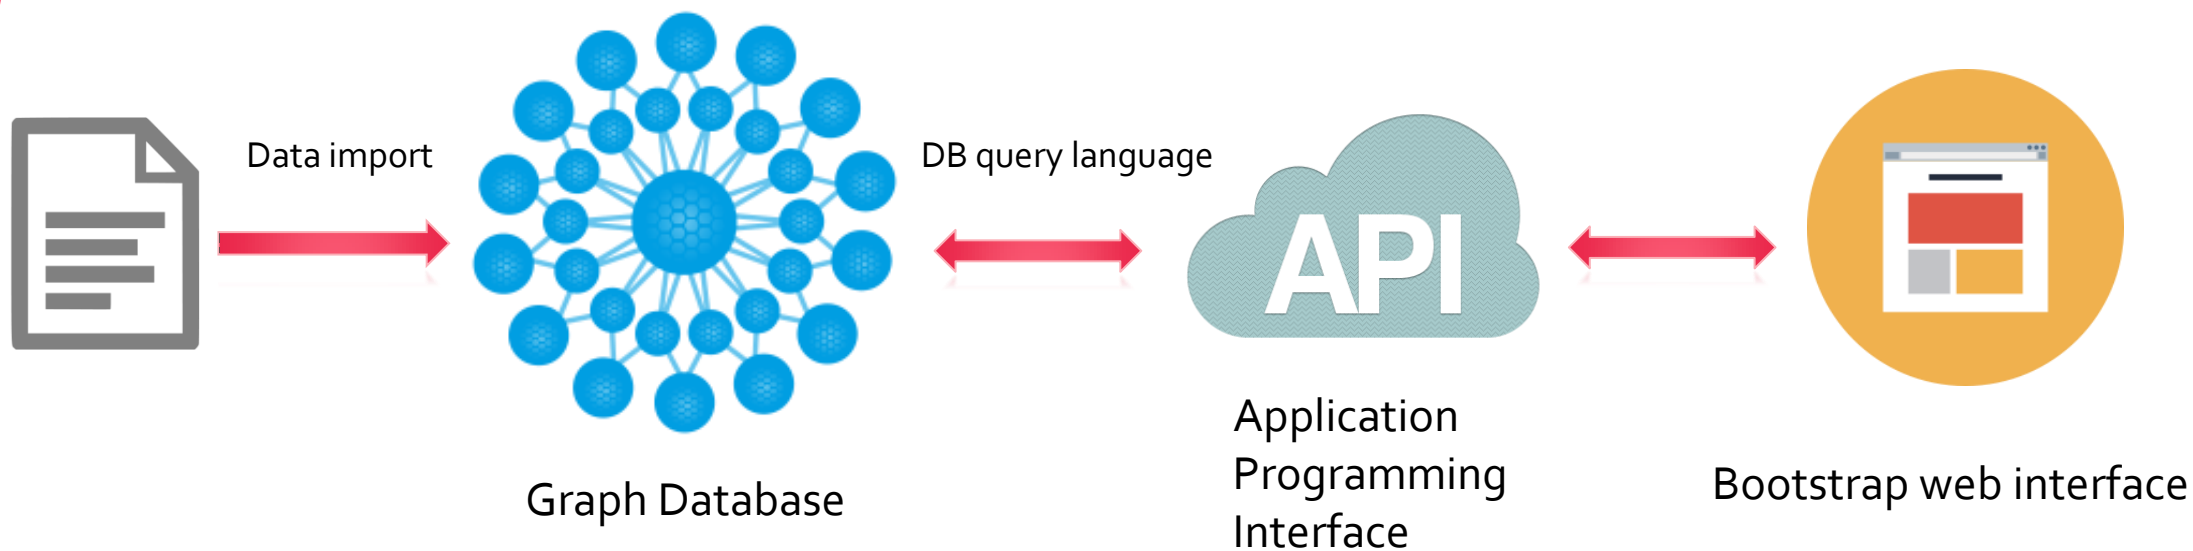 Data import
DB query language
API
Graph Database
Application
Programming
Interface
Bootstrap web interface